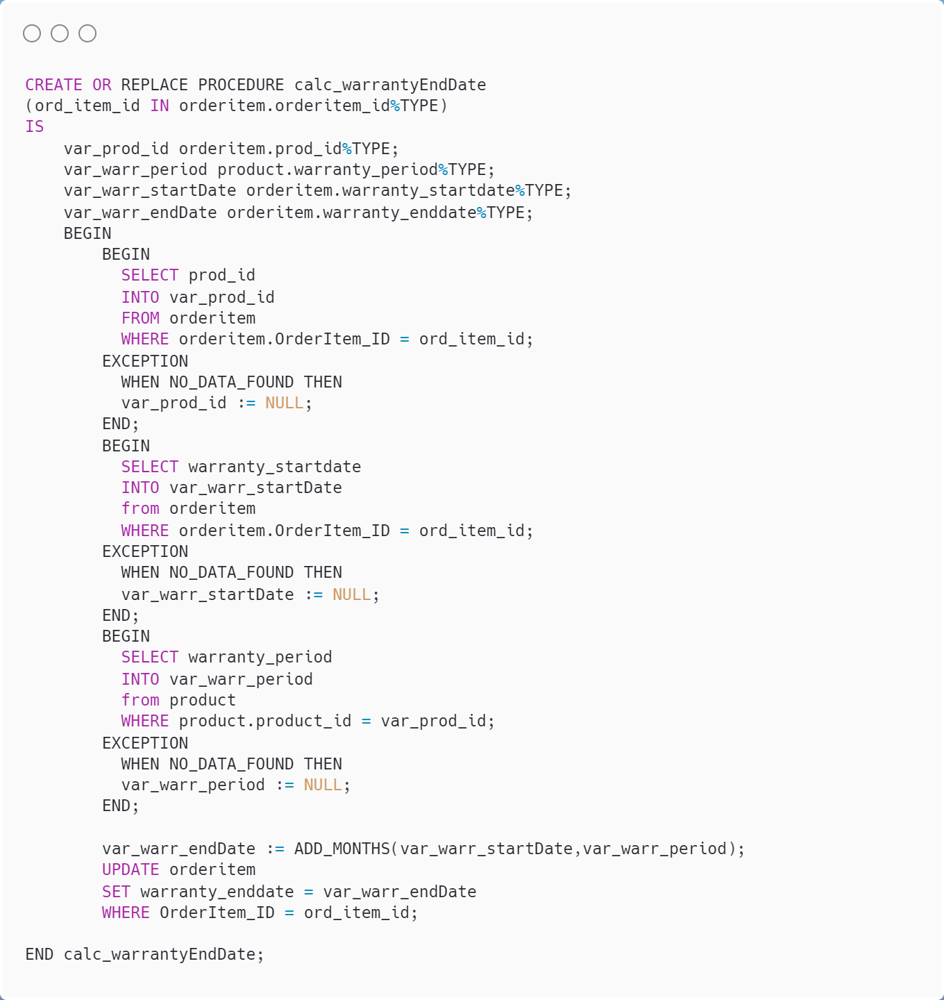 CREATE OR REPLACE PROCEDURE calc_warrantyEndDate
(ord_item_id IN orderitem.orderitem_id%TYPE)
IS
    var_prod_id orderitem.prod_id%TYPE;
    var_warr_period product.warranty_period%TYPE;
    var_warr_startDate orderitem.warranty_startdate%TYPE;
    var_warr_endDate orderitem.warranty_enddate%TYPE;
    BEGIN
        BEGIN
          SELECT prod_id
          INTO var_prod_id
          FROM orderitem
          WHERE orderitem.OrderItem_ID = ord_item_id;
        EXCEPTION
          WHEN NO_DATA_FOUND THEN
          var_prod_id := NULL;
        END;
        BEGIN
          SELECT warranty_startdate
          INTO var_warr_startDate
          from orderitem
          WHERE orderitem.OrderItem_ID = ord_item_id;
        EXCEPTION
          WHEN NO_DATA_FOUND THEN
          var_warr_startDate := NULL;
        END;
        BEGIN
          SELECT warranty_period
          INTO var_warr_period
          from product
          WHERE product.product_id = var_prod_id;
        EXCEPTION
          WHEN NO_DATA_FOUND THEN
          var_warr_period := NULL;
        END;

        var_warr_endDate := ADD_MONTHS(var_warr_startDate,var_warr_period);
        UPDATE orderitem
        SET warranty_enddate = var_warr_endDate
        WHERE OrderItem_ID = ord_item_id;

END calc_warrantyEndDate;